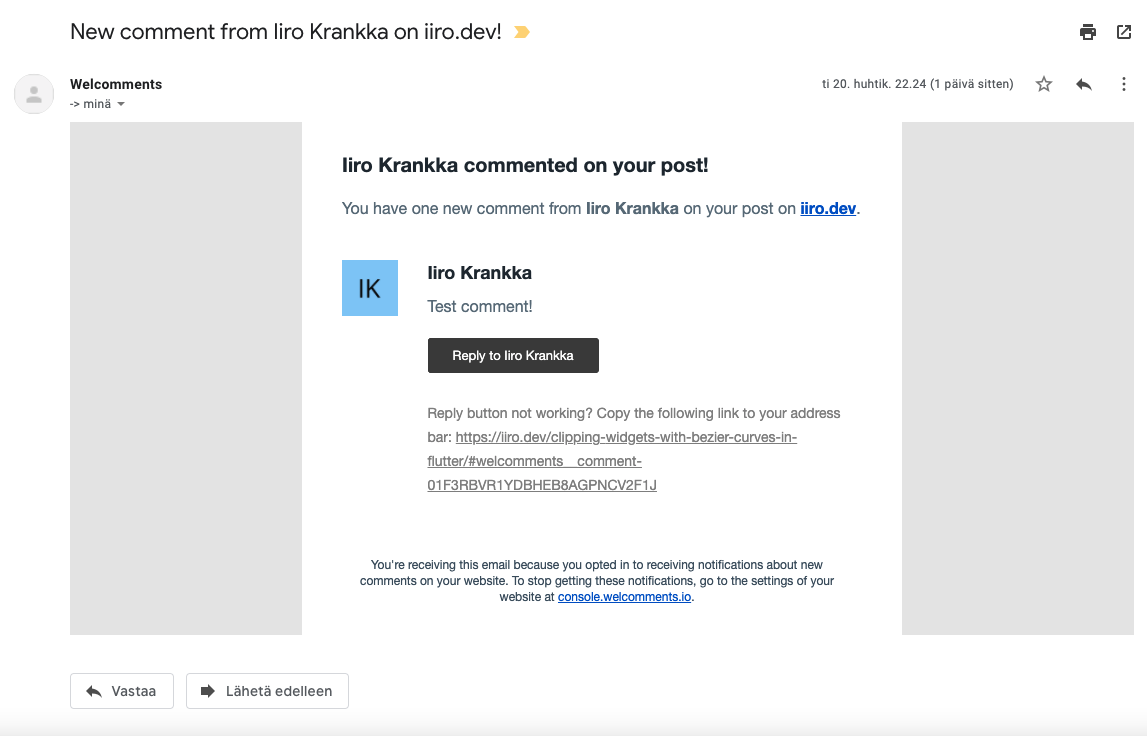 New comment from Iiro Krankka on iiro.dev!
Welcomments
ti 20. huhtik. 22.24 (1 päivä sitten)
-> minä
Iiro Krankka commented on your post!
You have one new comment from Iiro Krankka on your post on iiro.dev.
IK
Iiro Krankka
Test comment!
Reply to Iiro Krankka
Reply button not working? Copy the following link to your address
bar: https://iiro.dev/clipping-widgets-with-bezier-curves-in-
flutter/#welcomments__comment-
01F3RBVR1YDBHEB8AGPNCV2F1J
You're receiving this email because you opted in to receiving notifications about new
comments on your website. To stop getting these notifications, go to the settings of your
website at console.welcomments.io.
Vastaa
Lähetä edelleen